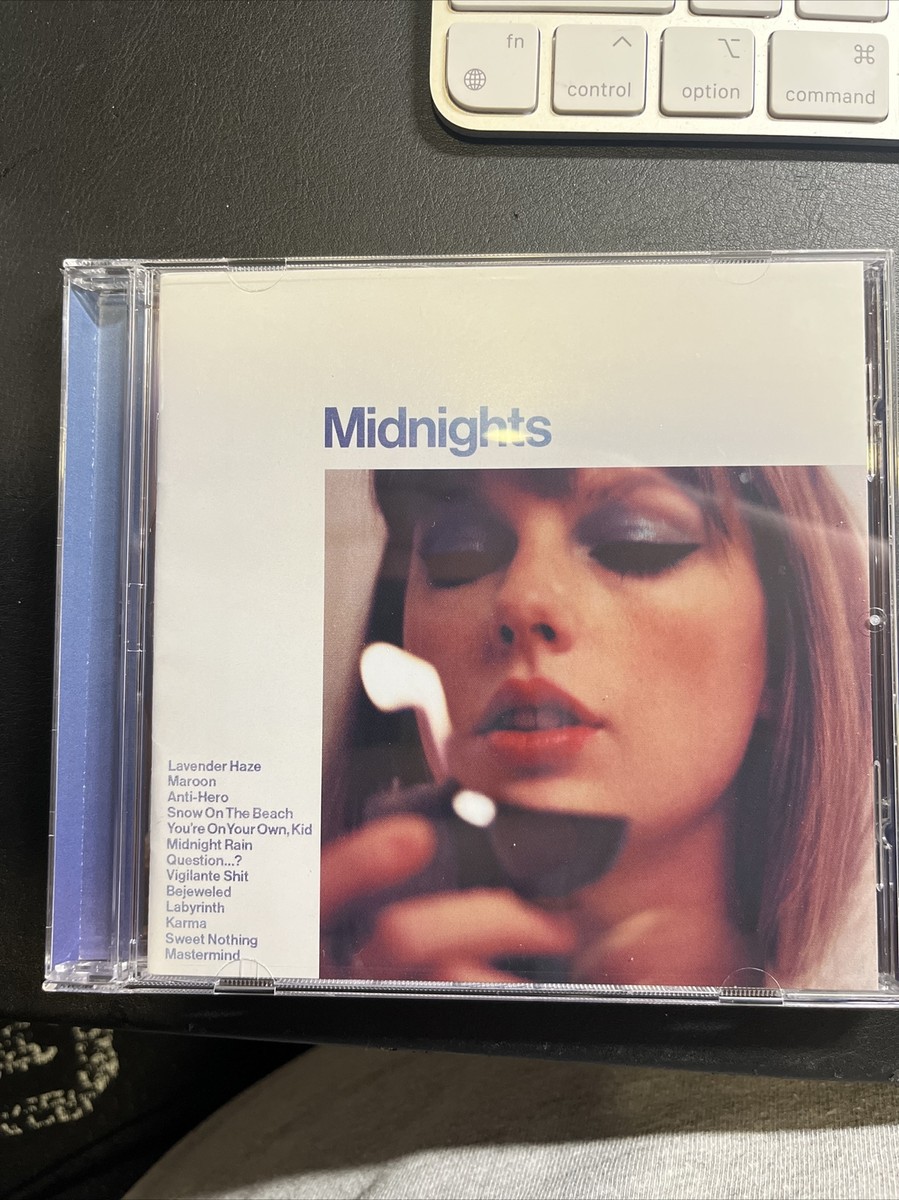 fn
control
option
⌘
command
Midnights
Lavender Haze
Maroon
Anti-Hero
Snow On The Beach
You're On Your Own, Kid
Midnight Rain
Question...?
Vigilante Shit
Bejeweled
Labyrinth
Karma
Sweet Nothing
Mastermind